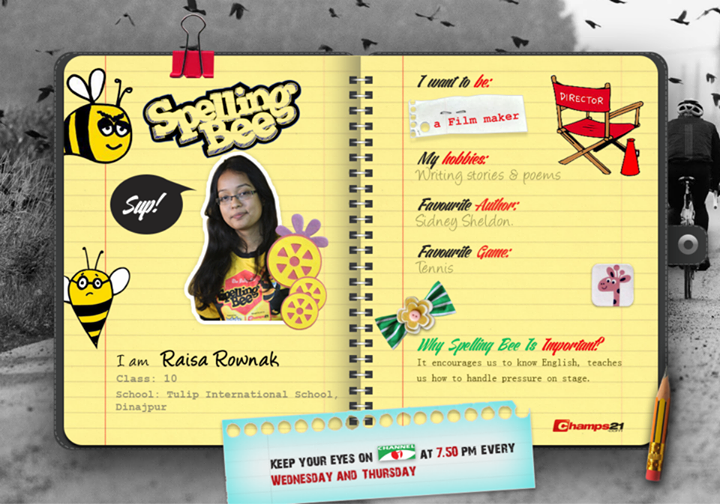 Spelling
Bee
Sup!
Spelling
Bee
I am Raisa Rownak
Class: 10
School: Tulip International School,
Dinajpur
I want to be:
a Film maker
DIRECTOR
My hobbies:
Writing stories & poems
Favourite Author:
Sidney Sheldon.
Favourite Game:
Tennis
Why Spelling Bee Is Important?
It encourages us to know English, teaches
us how to handle pressure on stage.
Champs21
KEEP YOUR EYES ON CHANNEL i AT 7.50 PM EVERY
WEDNESDAY AND THURSDAY